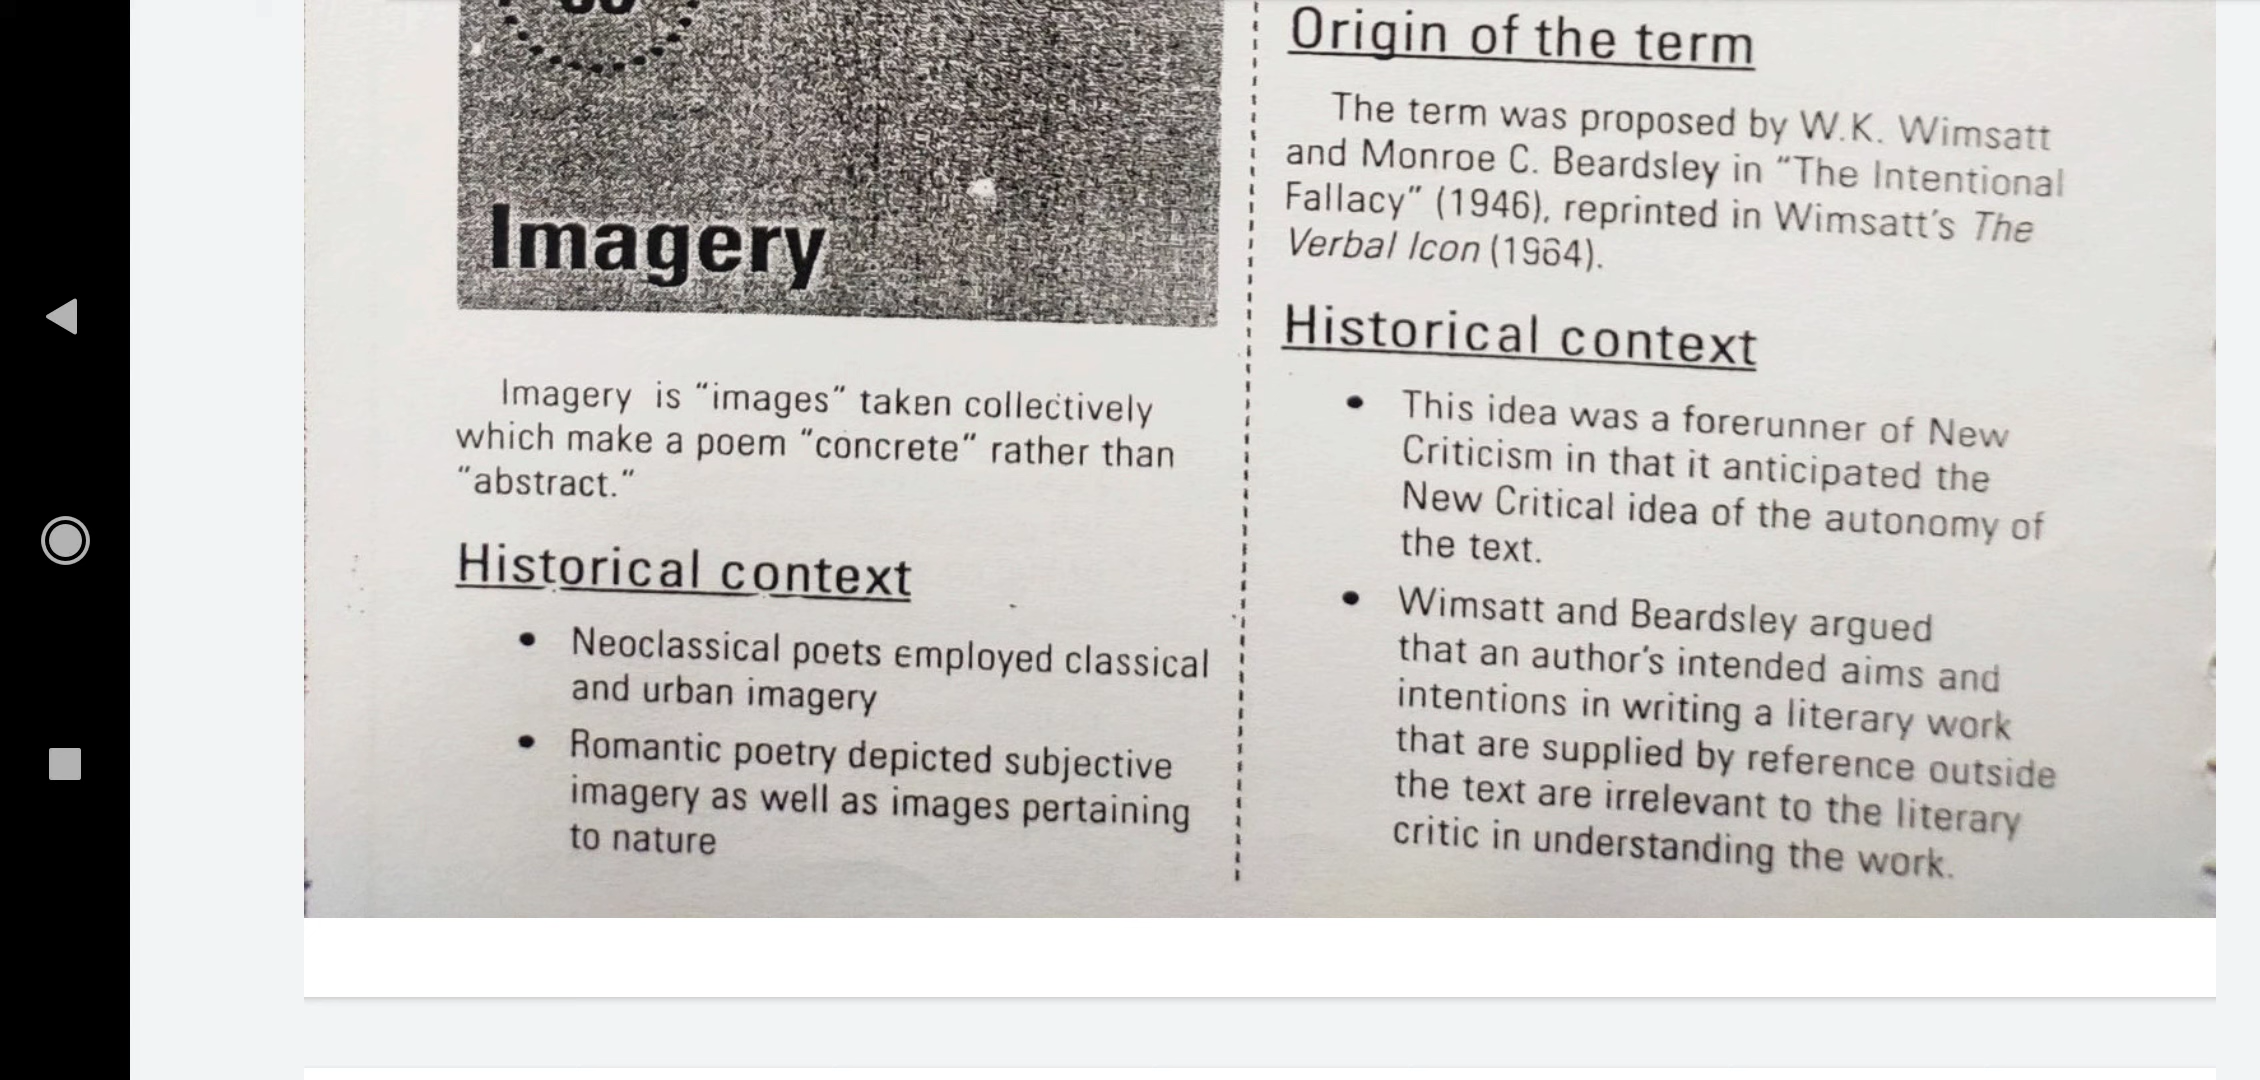 Imagery
Imagery is “images” taken collectively
which make a poem “concrete” rather than
“abstract.”
Historical context
• Neoclassical poets employed classical
and urban imagery
• Romantic poetry depicted subjective
imagery as well as images pertaining
to nature
Origin of the term
The term was proposed by W.K. Wimsatt
and Monroe C. Beardsley in “The Intentional
Fallacy” (1946), reprinted in Wimsatt’s The
Verbal Icon (1964).
Historical context
• This idea was a forerunner of New
Criticism in that it anticipated the
New Critical idea of the autonomy of
the text.
• Wimsatt and Beardsley argued
that an author’s intended aims and
intentions in writing a literary work
that are supplied by reference outside
the text are irrelevant to the literary
critic in understanding the work.